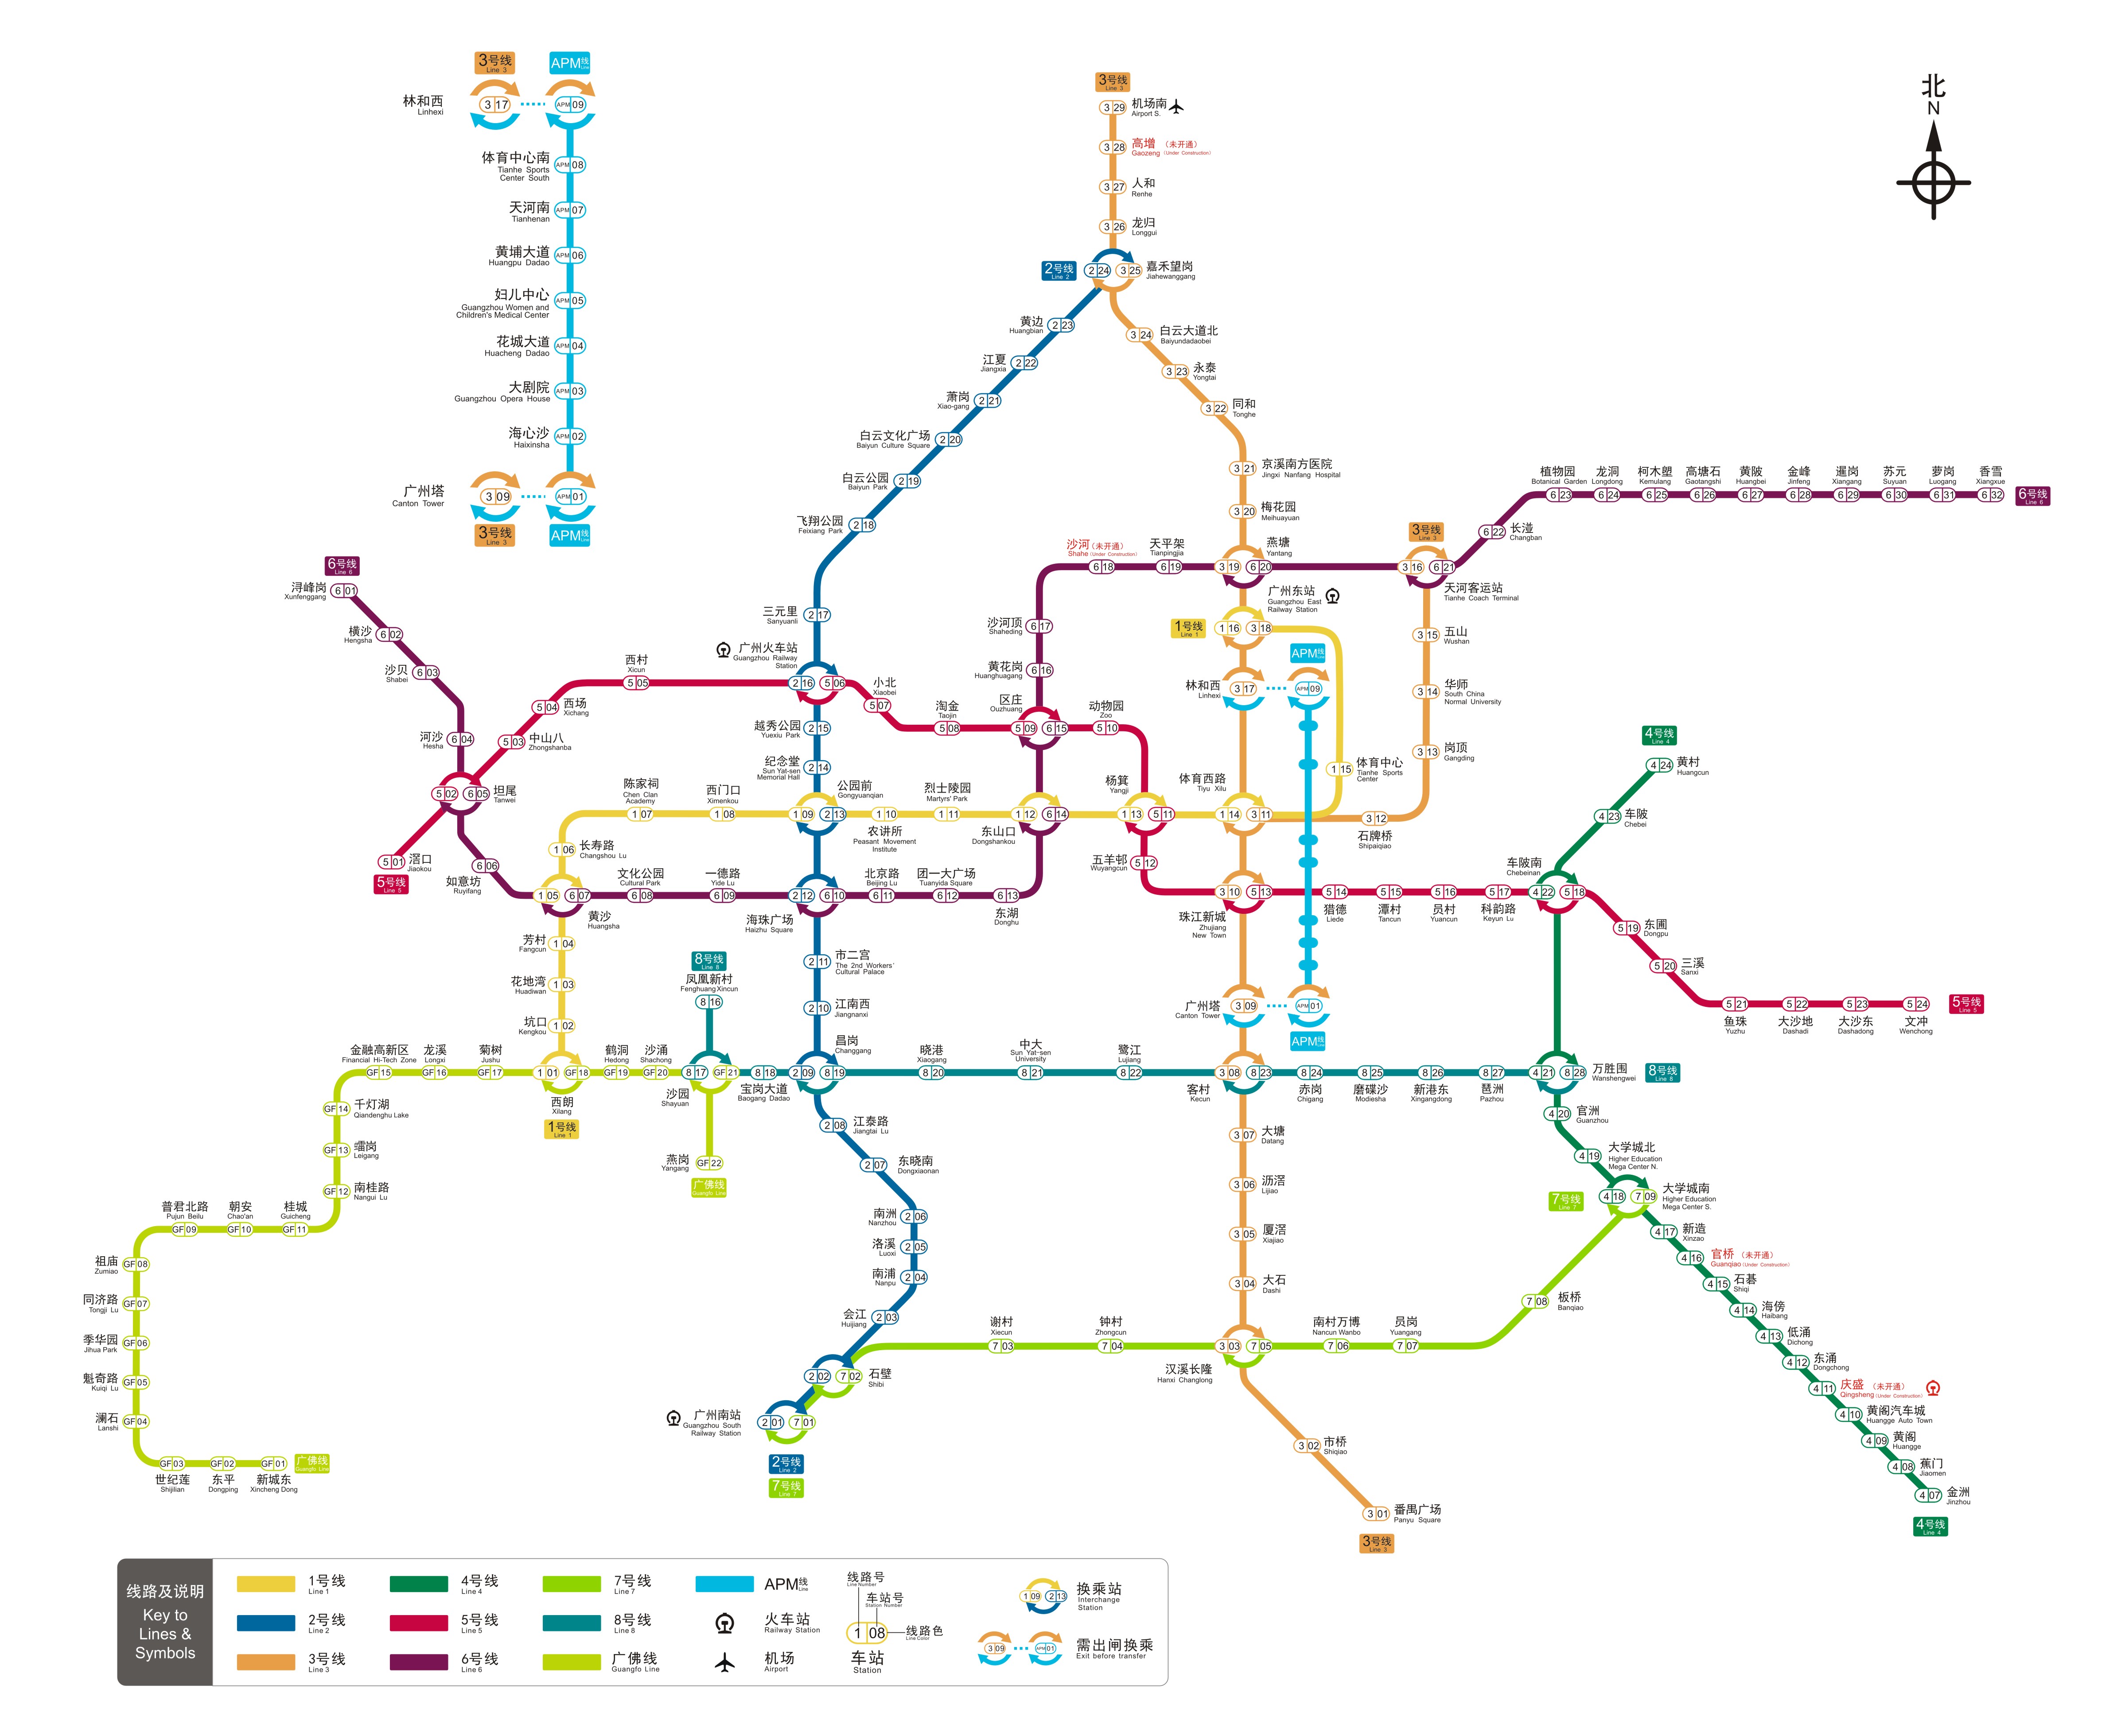 3号线
Line 3
APM线
Line
林和西
Linhexi
3 17
APM 09
体育中心南
Tianhe Sports
Center South
APM 08
天河南
Tianhenan
APM 07
黄埔大道
Huangpu Dadao
APM 06
妇儿中心
Guangzhou Women and
Children's Medical Center
APM 05
花城大道
Huacheng Dadao
APM 04
大剧院
Guangzhou Opera House
APM 03
海心沙
Haixinsha
APM 02
广州塔
Canton Tower
3 09
APM 01
3号线
Line 3
APM线
Line
北
N
3号线
Line 3
3 29 机场南
Airport S.
3 28 高增（未开通）
Gaozeng (Under Construction)
3 27 人和
Renhe
3 26 龙归
Longgui
2号线
Line 2
2 24 3 25 嘉禾望岗
Jiahewanggang
黄边 2 23
Huangbian
江夏 2 22
Jiangxia
萧岗 2 21
Xiao-gang
白云文化广场 2 20
Baiyun Culture Square
白云公园 2 19
Baiyun Park
飞翔公园 2 18
Feixiang Park
三元里 2 17
Sanyuanli
广州火车站
Guangzhou Railway
Station
2 16 5 06
越秀公园 2 15
Yuexiu Park
纪念堂 2 14
Sun Yat-sen
Memorial Hall
3 24 白云大道北
Baiyundadaobei
3 23 永泰
Yongtai
3 22 同和
Tonghe
3 21 京溪南方医院
Jingxi Nanfang Hospital
3 20 梅花园
Meihuayuan
燕塘
Yantang
3 19 6 20
广州东站
Guangzhou East
Railway Station
1号线
Line 1
1 16 3 18
APM线
Line
林和西
Linhexi
3 17
APM 09
1 15 体育中心
Tianhe Sports
Center
3号线
Line 3
3 16 6 21
天河客运站
Tianhe Coach Terminal
3 15 五山
Wushan
3 14 华师
South China
Normal University
3 13 岗顶
Gangding
3 12
石牌桥
Shipaiqiao
6 22 长湴
Changban
植物园
Botanical Garden
6 23
龙洞
Longdong
6 24
柯木塱
Kemulang
6 25
高塘石
Gaotangshi
6 26
黄陂
Huangbei
6 27
金峰
Jinfeng
6 28
暹岗
Xiangang
6 29
苏元
Suyuan
6 30
萝岗
Luogang
6 31
香雪
Xiangxue
6 32
6号线
Line 6
6号线
Line 6
浔峰岗 6 01
Xunfenggang
横沙 6 02
Hengsha
沙贝 6 03
Shabei
河沙 6 04
Hesha
5 02 6 05 坦尾
Tanwei
5 01 滘口
Jiaokou
5号线
Line 5
如意坊 6 06
Ruyifang
5 03 中山八
Zhongshanba
5 04 西场
Xichang
西村
Xicun
5 05
小北
Xiaobei
5 07
淘金
Taojin
5 08
区庄
Ouzhuang
5 09 6 15
动物园
Zoo
5 10
沙河（未开通）
Shahe (Under Construction)
6 18
天平架
Tianpingjia
6 19
沙河顶 6 17
Shaheding
黄花岗 6 16
Huanghuagang
陈家祠
Chen Clan
Academy
1 07
西门口
Ximenkou
1 08
公园前
Gongyuanqian
1 09 2 13
农讲所
Peasant Movement
Institute
1 10
烈士陵园
Martyrs' Park
1 11
东山口
Dongshankou
1 12 6 14
杨箕
Yangji
1 13 5 11
体育西路
Tiyu Xilu
1 14 3 11
五羊邨 5 12
Wuyangcun
1 06 长寿路
Changshou Lu
1 05 6 07
黄沙
Huangsha
文化公园
Cultural Park
6 08
一德路
Yide Lu
6 09
海珠广场
Haizhu Square
2 12 6 10
北京路
Beijing Lu
6 11
团一大广场
Tuanyida Square
6 12
东湖
Donghu
6 13
3 10 5 13
珠江新城
Zhujiang
New Town
5 14
猎德
Liede
5 15
潭村
Tancun
5 16
员村
Yuancun
5 17
科韵路
Keyun Lu
车陂南
Chebeinan
4 22 5 18
4号线
Line 4
4 24 黄村
Huangcun
4 23 车陂
Chebei
5 19 东圃
Dongpu
5 20 三溪
Sanxi
5 21
鱼珠
Yuzhu
5 22
大沙地
Dashadi
5 23
大沙东
Dashadong
5 24
文冲
Wenchong
5号线
Line 5
芳村 1 04
Fangcun
花地湾 1 03
Huadiwan
坑口 1 02
Kengkou
1 01 GF 18
西朗
Xilang
1号线
Line 1
8号线
Line 8
凤凰新村
Fenghuang Xincun
8 16
2 11 市二宫
The 2nd Workers'
Cultural Palace
2 10 江南西
Jiangnanxi
昌岗
Changgang
2 09 8 19
广州塔
Canton Tower
3 09
APM 01
APM线
Line
金融高新区
Financial Hi-Tech Zone
GF 15
龙溪
Longxi
GF 16
菊树
Jushu
GF 17
鹤洞
Hedong
GF 19
沙涌
Shachong
GF 20
8 17 GF 21
沙园
Shayuan
8 18
宝岗大道
Baogang Dadao
晓港
Xiaogang
8 20
中大
Sun Yat-sen
University
8 21
鹭江
Lujiang
8 22
3 08 8 23
客村
Kecun
8 24
赤岗
Chigang
8 25
磨碟沙
Modiesha
8 26
新港东
Xingangdong
8 27
琶洲
Pazhou
4 21 8 28 万胜围
Wanshengwei
8号线
Line 8
燕岗 GF 22
Yangang
广佛线
Guangfo Line
GF 14 千灯湖
Qiandenghu Lake
GF 13 𧒽岗
Leigang
GF 12 南桂路
Nangui Lu
普君北路
Pujun Beilu
GF 09
朝安
Chao'an
GF 10
桂城
Guicheng
GF 11
祖庙 GF 08
Zumiao
同济路 GF 07
Tongji Lu
季华园 GF 06
Jihua Park
魁奇路 GF 05
Kuiqi Lu
澜石 GF 04
Lanshi
GF 03
世纪莲
Shijilian
GF 02
东平
Dongping
GF 01
新城东
Xincheng Dong
广佛线
Guangfo Line
2 08 江泰路
Jiangtai Lu
2 07 东晓南
Dongxiaonan
南洲 2 06
Nanzhou
洛溪 2 05
Luoxi
南浦 2 04
Nanpu
会江 2 03
Huijiang
2 02 7 02 石壁
Shibi
广州南站
Guangzhou South
Railway Station
2 01 7 01
2号线
Line 2
7号线
Line 7
3 07 大塘
Datang
3 06 沥滘
Lijiao
3 05 厦滘
Xiajiao
3 04 大石
Dashi
谢村
Xiecun
7 03
钟村
Zhongcun
7 04
3 03 7 05
汉溪长隆
Hanxi Changlong
南村万博
Nancun Wanbo
7 06
员岗
Yuangang
7 07
7 08 板桥
Banqiao
3 02 市桥
Shiqiao
3 01 番禺广场
Panyu Square
3号线
Line 3
4 20 官洲
Guanzhou
4 19 大学城北
Higher Education
Mega Center N.
7号线
Line 7
4 18 7 09 大学城南
Higher Education
Mega Center S.
4 17 新造
Xinzao
4 16 官桥（未开通）
Guanqiao (Under Construction)
4 15 石碁
Shiqi
4 14 海傍
Haibang
4 13 低涌
Dichong
4 12 东涌
Dongchong
4 11 庆盛（未开通）
Qingsheng (Under Construction)
4 10 黄阁汽车城
Huangge Auto Town
4 09 黄阁
Huangge
4 08 蕉门
Jiaomen
4 07 金洲
Jinzhou
4号线
Line 4
线路及说明
Key to
Lines &
Symbols
1号线
Line 1
2号线
Line 2
3号线
Line 3
4号线
Line 4
5号线
Line 5
6号线
Line 6
7号线
Line 7
8号线
Line 8
广佛线
Guangfo Line
APM线
Line
火车站
Railway Station
机场
Airport
线路号
Line Number
车站号
Station Number
1 08
线路色
Line Color
车站
Station
1 09 2 13
换乘站
Interchange
Station
3 09
APM 01
需出闸换乘
Exit before transfer